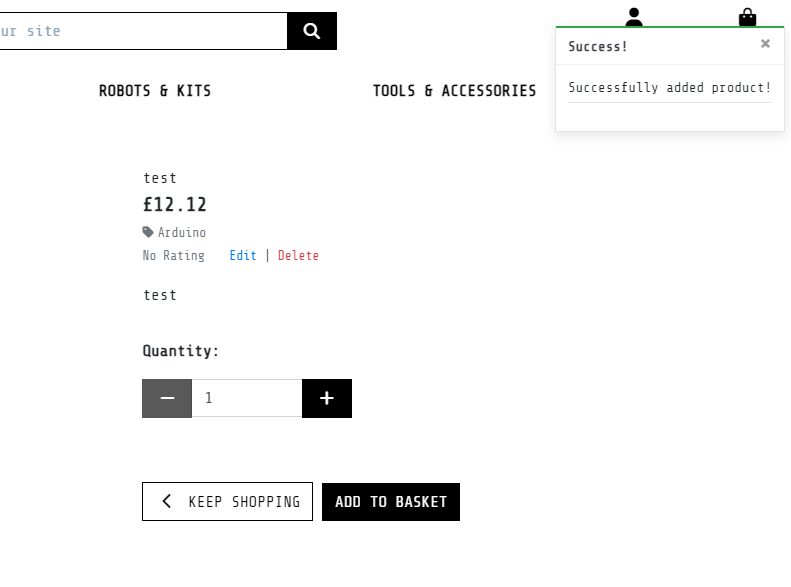 ur site
ROBOTS & KITS
TOOLS & ACCESSORIES
Success!
×
Successfully added product!
test
£12.12
Arduino
No Rating Edit | Delete
test
Quantity:
1
KEEP SHOPPING
ADD TO BASKET